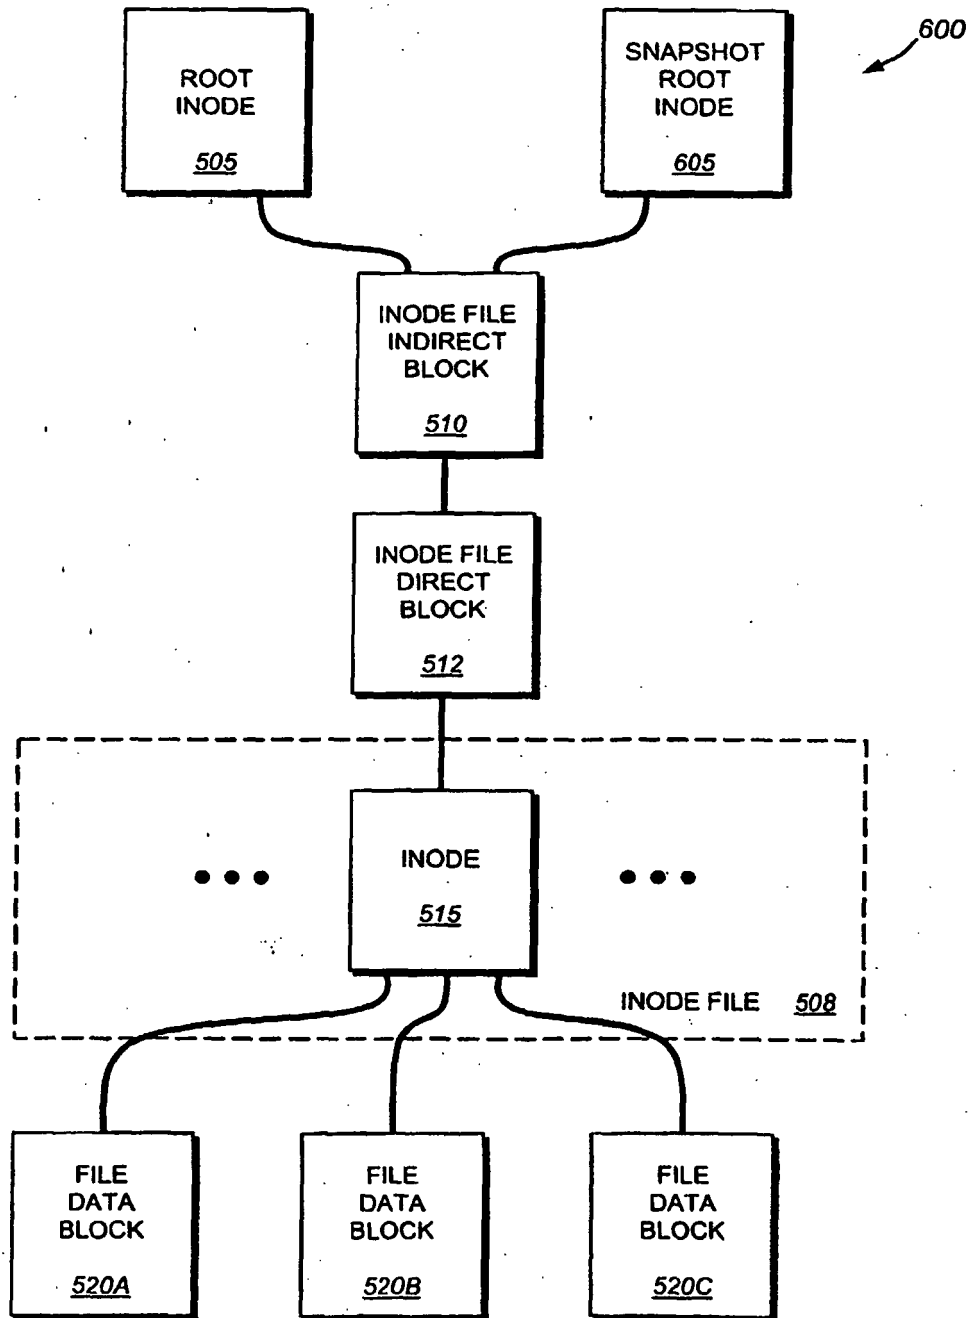 600
ROOT
INODE
505
SNAPSHOT
ROOT
INODE
605
INODE FILE
INDIRECT
BLOCK
510
INODE FILE
DIRECT
BLOCK
512
INODE
515
INODE FILE 508
FILE
DATA
BLOCK
520A
FILE
DATA
BLOCK
520B
FILE
DATA
BLOCK
520C